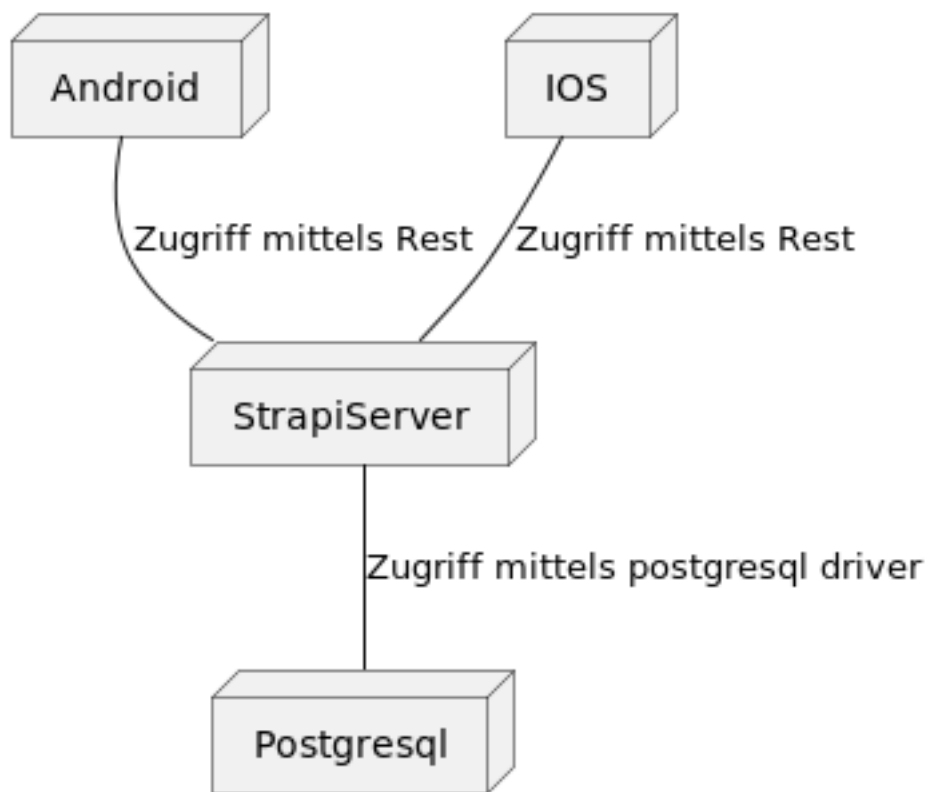 Android
IOS
Zugriff mittels Rest
Zugriff mittels Rest
StrapiServer
Zugriff mittels postgresql driver
Postgresql